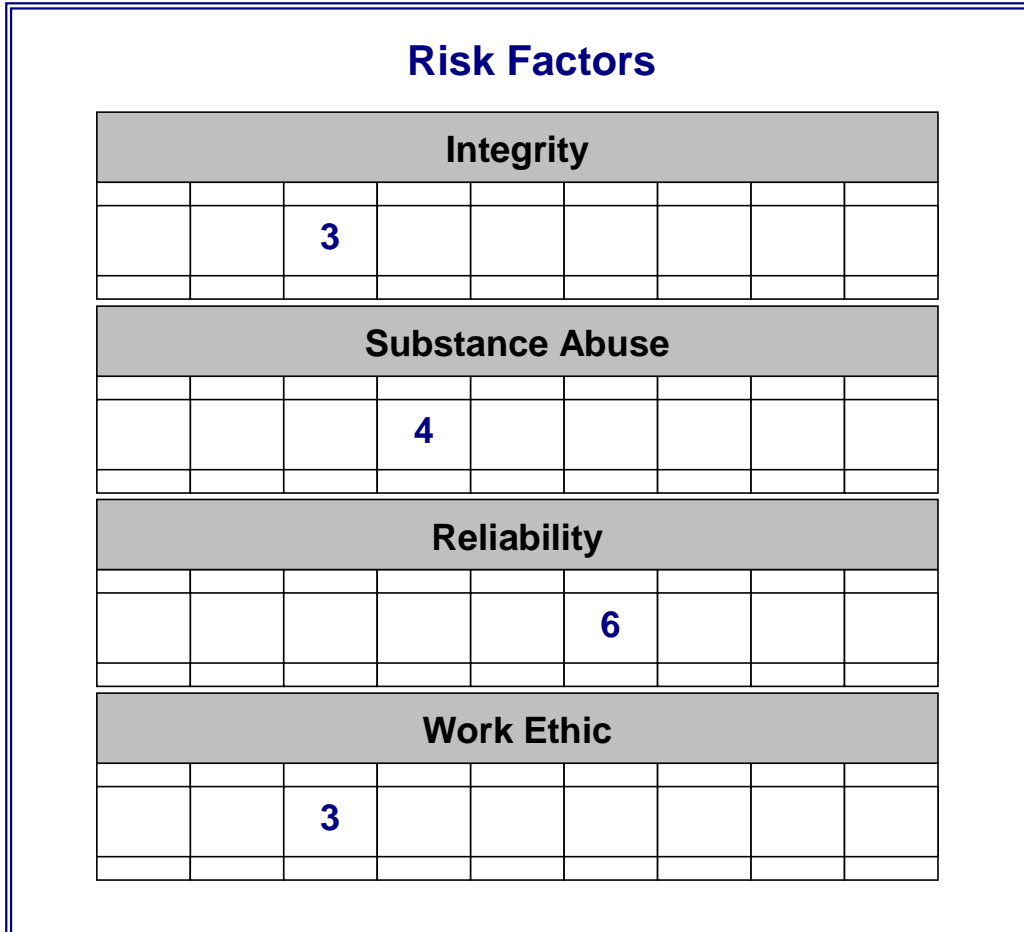 Risk Factors
Integrity
3
Substance Abuse
4
Reliability
6
Work Ethic
3